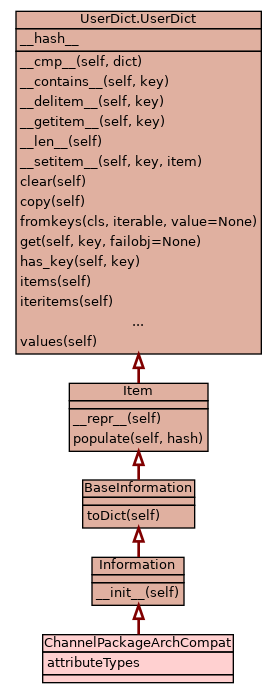 UserDict.UserDict
__hash__
__cmp__(self, dict)
__contains__(self, key)
__delitem__(self, key)
__getitem__(self, key)
__len__(self)
__setitem__(self, key, item)
clear(self)
copy(self)
fromkeys(cls, iterable, value=None)
get(self, key, failobj=None)
has_key(self, key)
items(self)
iteritems(self)
...
values(self)
Item
__repr__(self)
populate(self, hash)
BaseInformation
toDict(self)
Information
__init__(self)
ChannelPackageArchCompat
attributeTypes